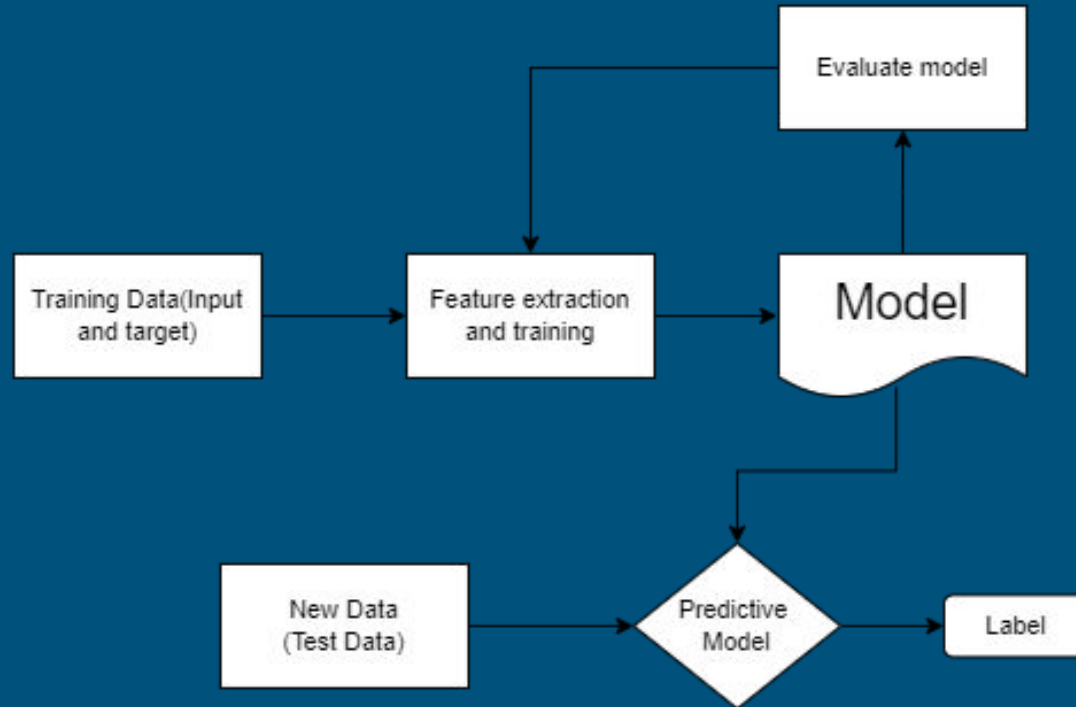 Evaluate model
Training Data(Input
and target)
Feature extraction
and training
Model
New Data
(Test Data)
Predictive
Model
Label